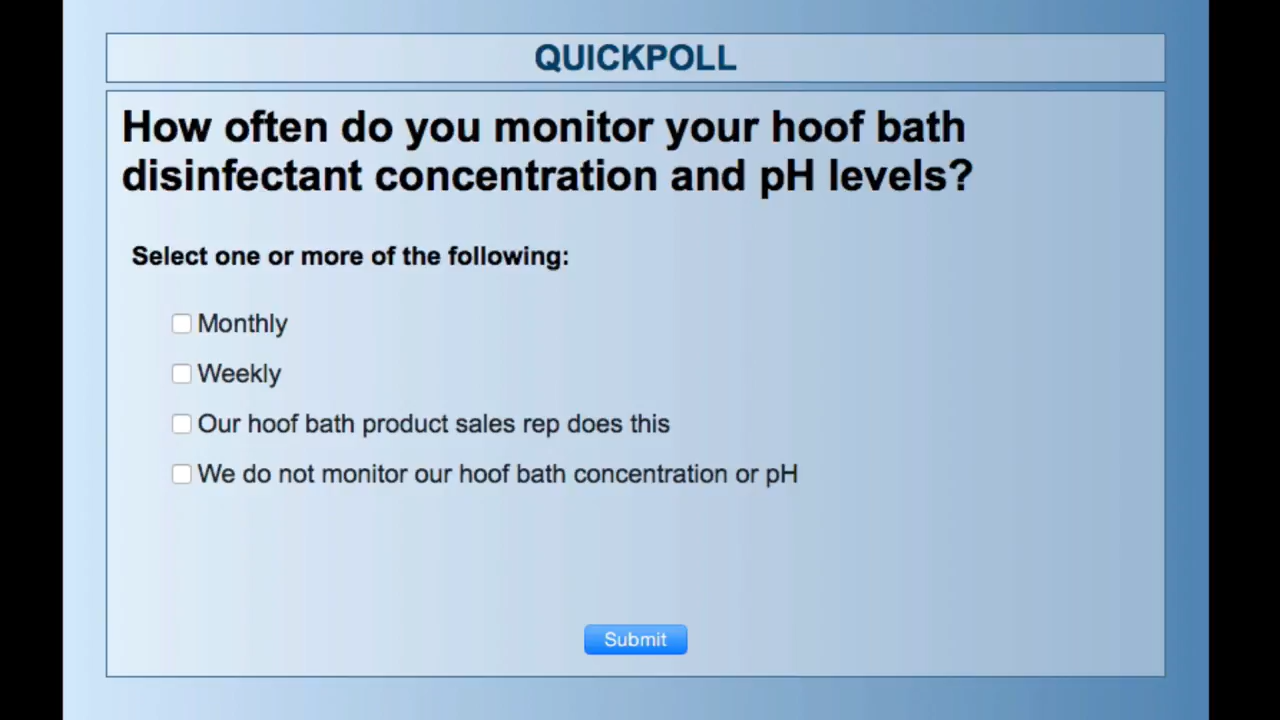 QUICKPOLL
How often do you monitor your hoof bath
disinfectant concentration and pH levels?
Select one or more of the following:
Monthly
Weekly
Our hoof bath product sales rep does this
We do not monitor our hoof bath concentration or pH
Submit